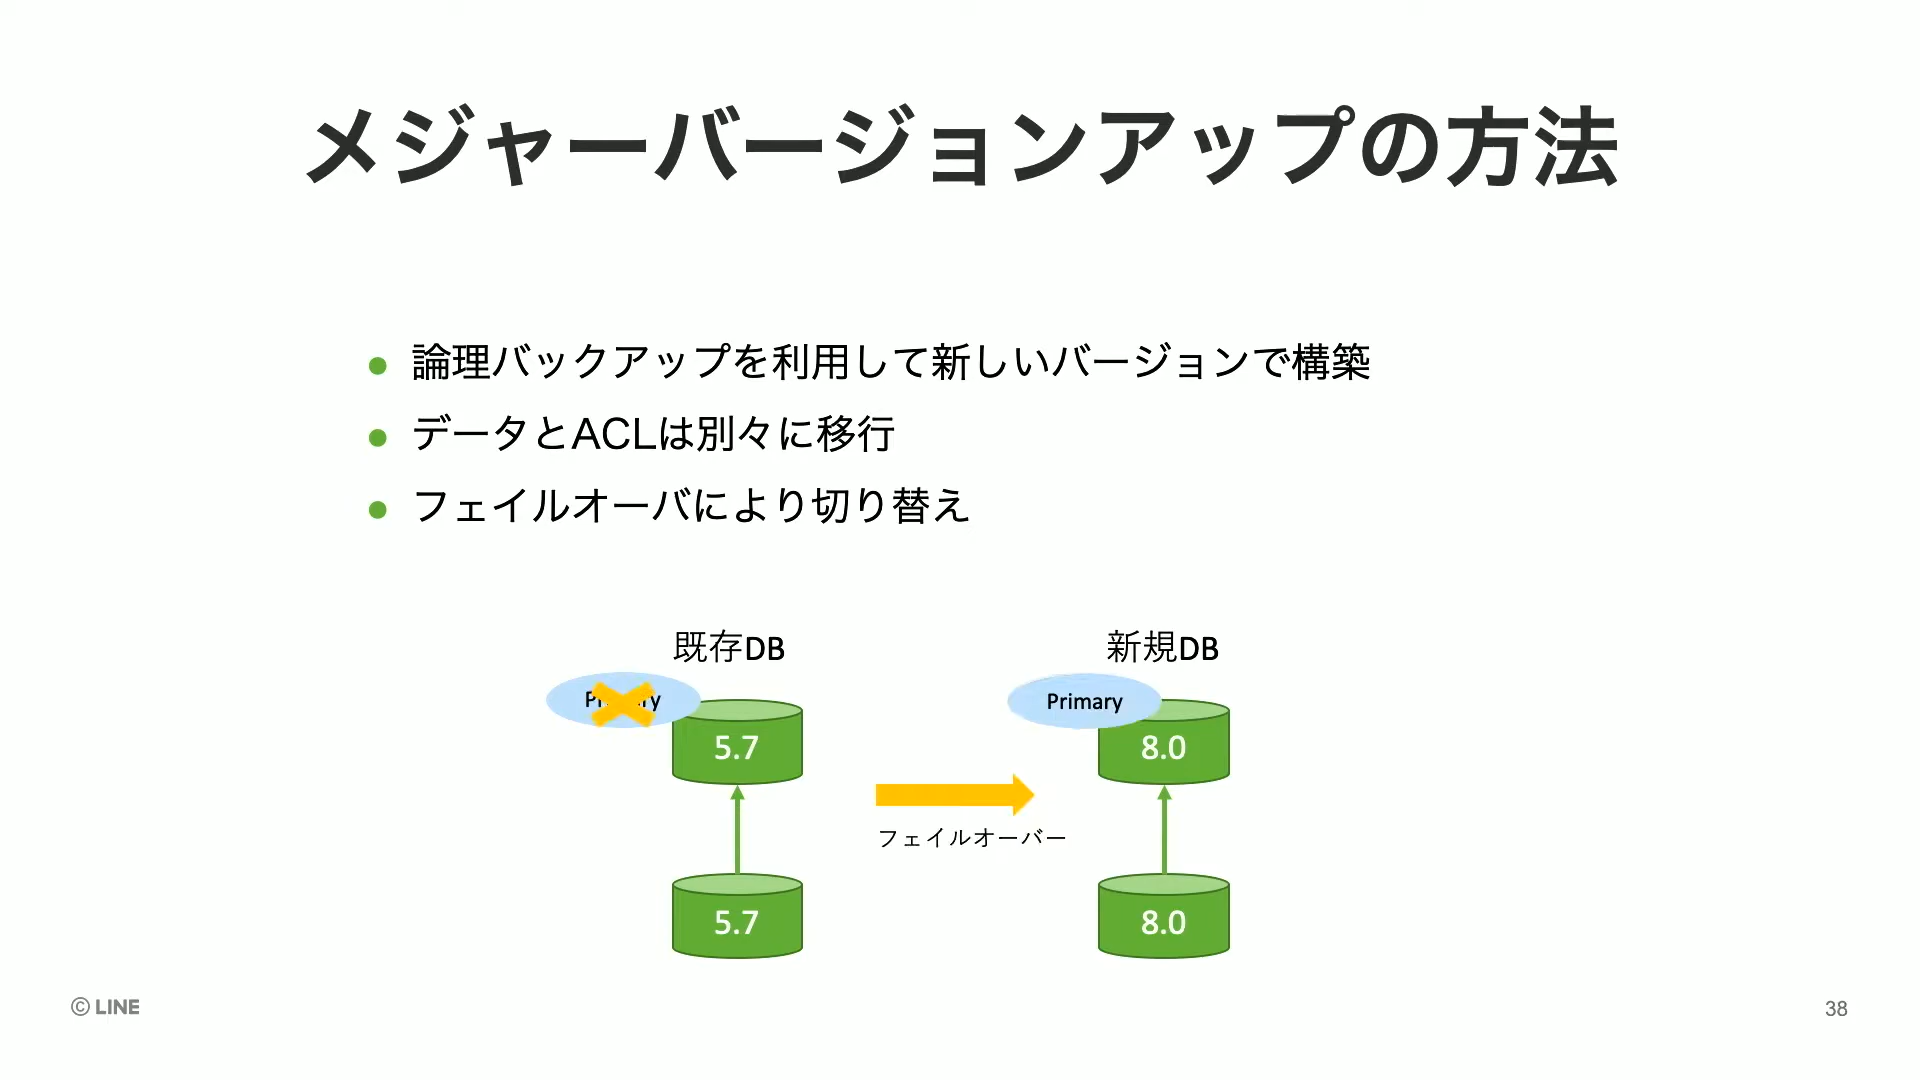 メジャーバージョンアップの方法
論理バックアップを利用して新しいバージョンで構築
データとACLは別々に移行
フェイルオーバにより切り替え
既存DB
新規DB
Primary
5.7
8.0
フェイルオーバー
5.7
8.0
© LINE
38